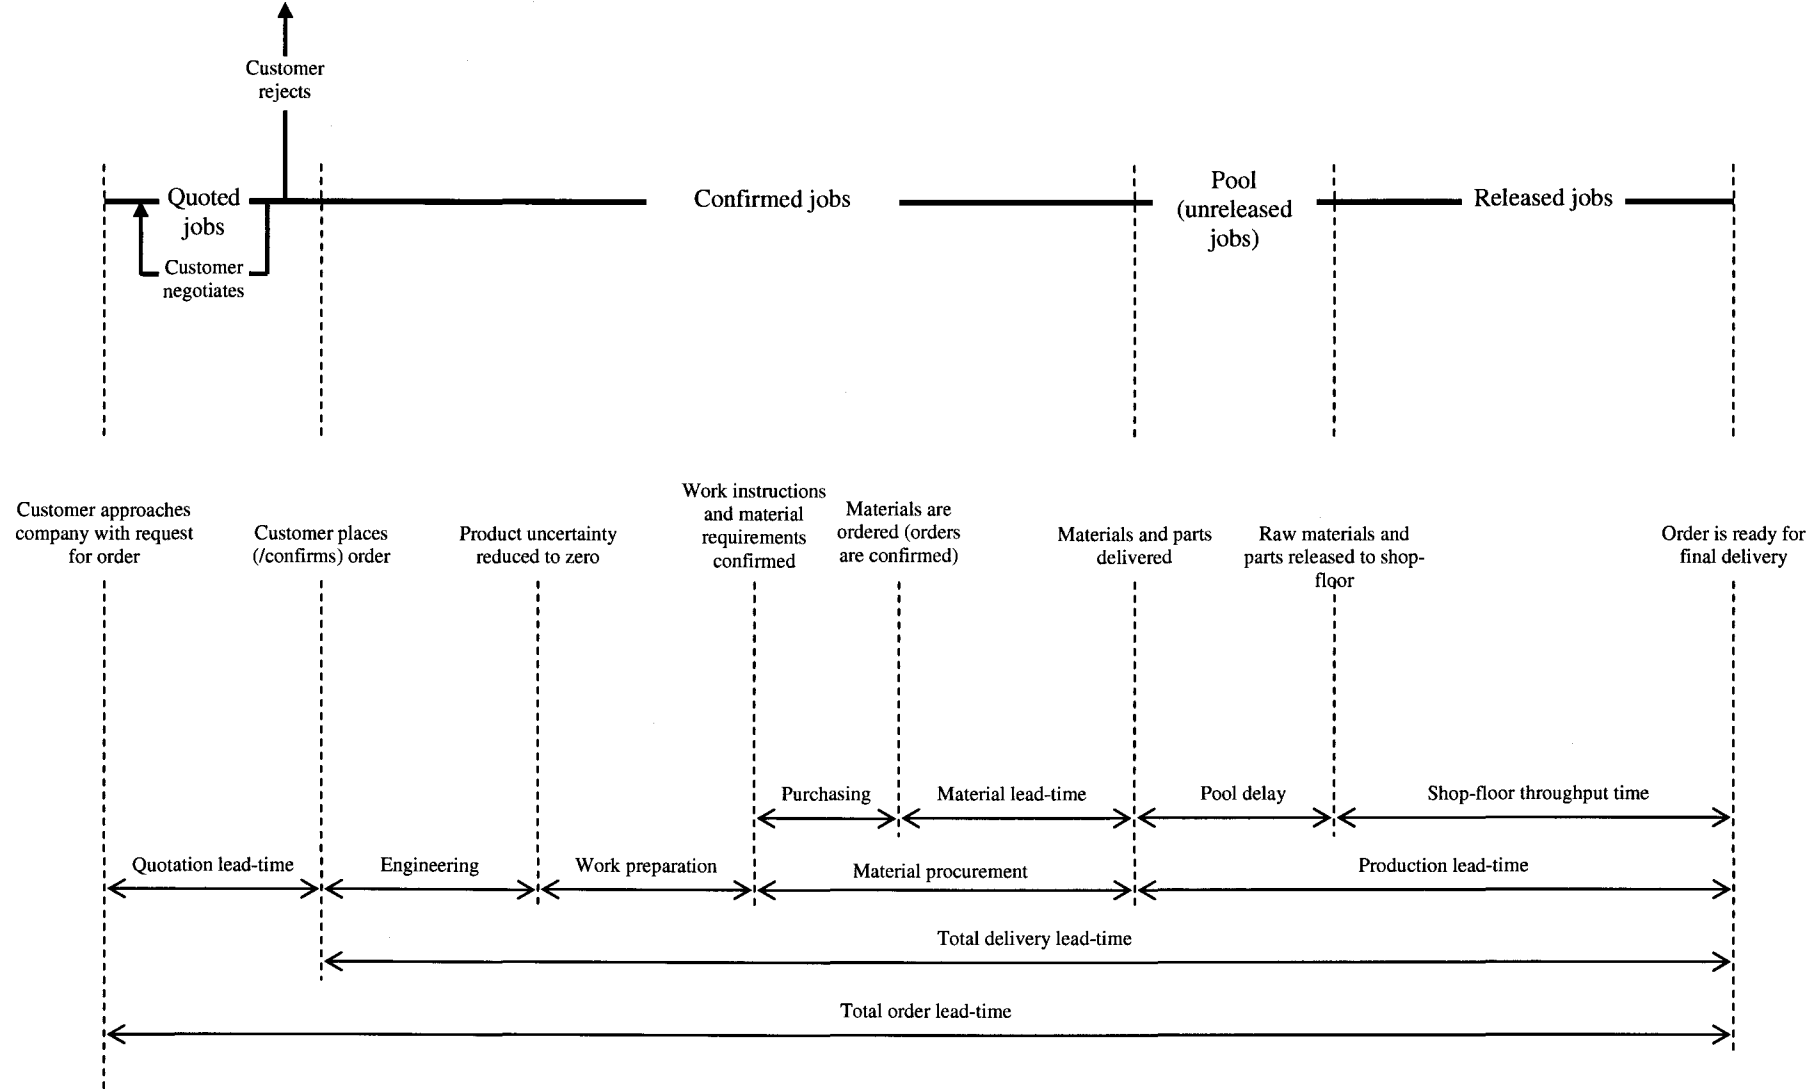 Customer
rejects
Quoted
jobs
Confirmed jobs
Pool
(unreleased
jobs)
Released jobs
Customer
negotiates
Customer approaches
company with request
for order
Customer places
(/confirms) order
Product uncertainty
reduced to zero
Work instructions
and material
requirements
confirmed
Materials are
ordered (orders
are confirmed)
Materials and parts
delivered
Raw materials and
parts released to shop-
floor
Order is ready for
final delivery
Purchasing
Material lead-time
Pool delay
Shop-floor throughput time
Quotation lead-time
Engineering
Work preparation
Material procurement
Production lead-time
Total delivery lead-time
Total order lead-time